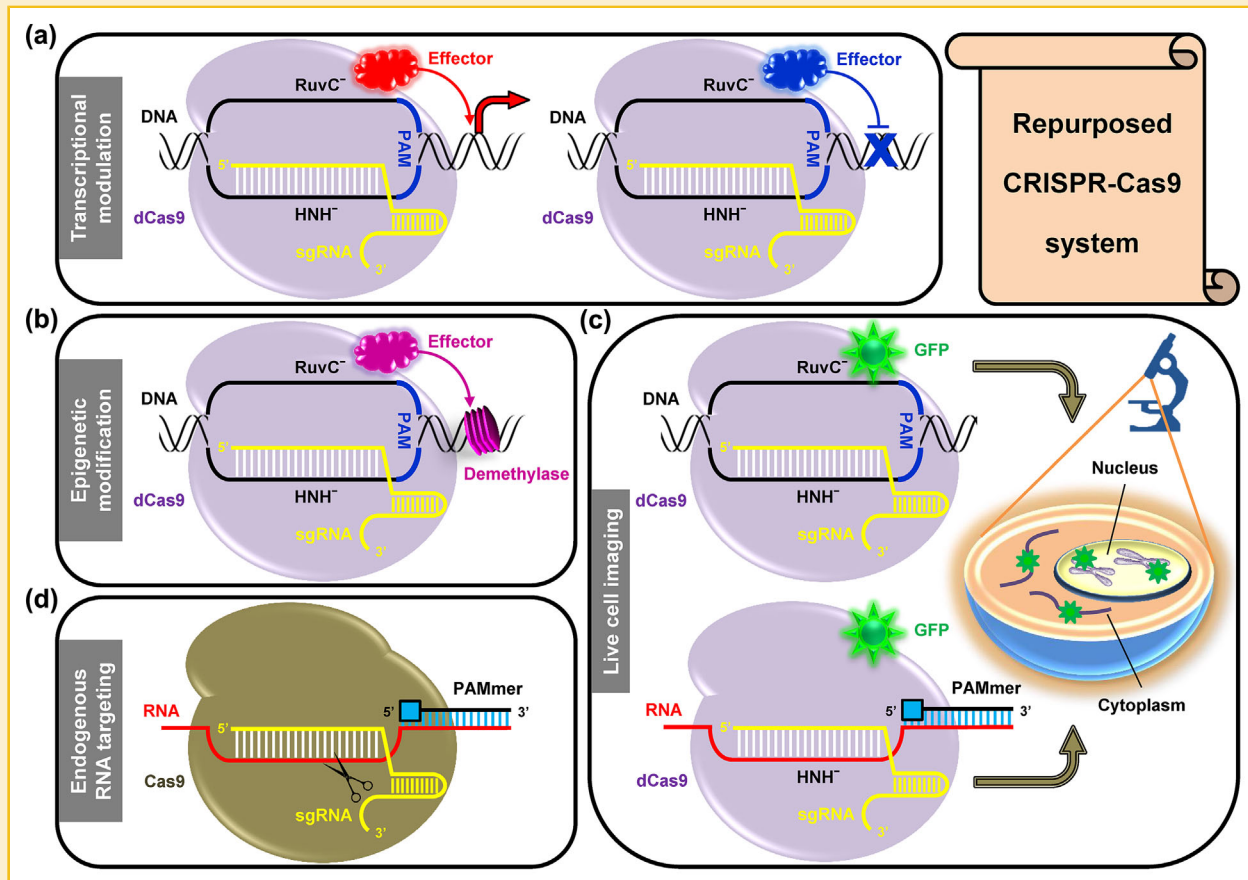 (a)
Transcriptional
modulation
Effector
RuvC⁻
DNA
PAM
5'
HNH⁻
dCas9
sgRNA
3'
Effector
RuvC⁻
DNA
PAM
5'
HNH⁻
dCas9
sgRNA
3'
X
Repurposed
CRISPR-Cas9
system
(b)
Epigenetic
modification
Effector
RuvC⁻
DNA
PAM
5'
Demethylase
HNH⁻
dCas9
sgRNA
3'
(c)
Live cell imaging
GFP
RuvC⁻
DNA
PAM
5'
HNH⁻
dCas9
sgRNA
3'
Nucleus
Cytoplasm
GFP
PAMmer
5'
3'
RNA
5'
HNH⁻
dCas9
sgRNA
3'
(d)
Endogenous
RNA targeting
PAMmer
5'
3'
RNA
5'
Cas9
sgRNA
3'